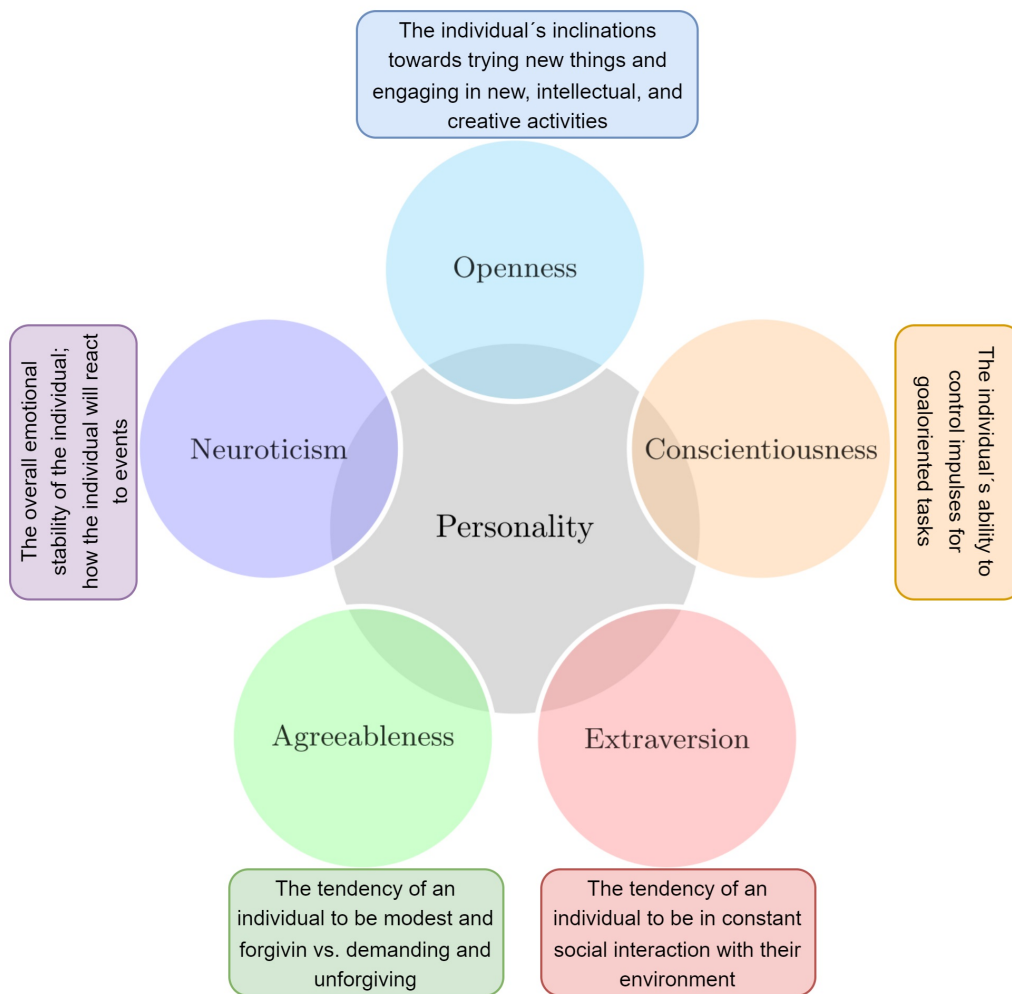 The individual´s inclinations
towards trying new things and
engaging in new, intellectual, and
creative activities
Openness
The overall emotional
stability of the individual;
how the individual will react
to events
Neuroticism
Conscientiousness
The individual´s ability to
control impulses for
goaloriented tasks
Personality
Agreeableness
Extraversion
The tendency of an
individual to be modest and
forgivin vs. demanding and
unforgiving
The tendency of an
individual to be in constant
social interaction with their
environment